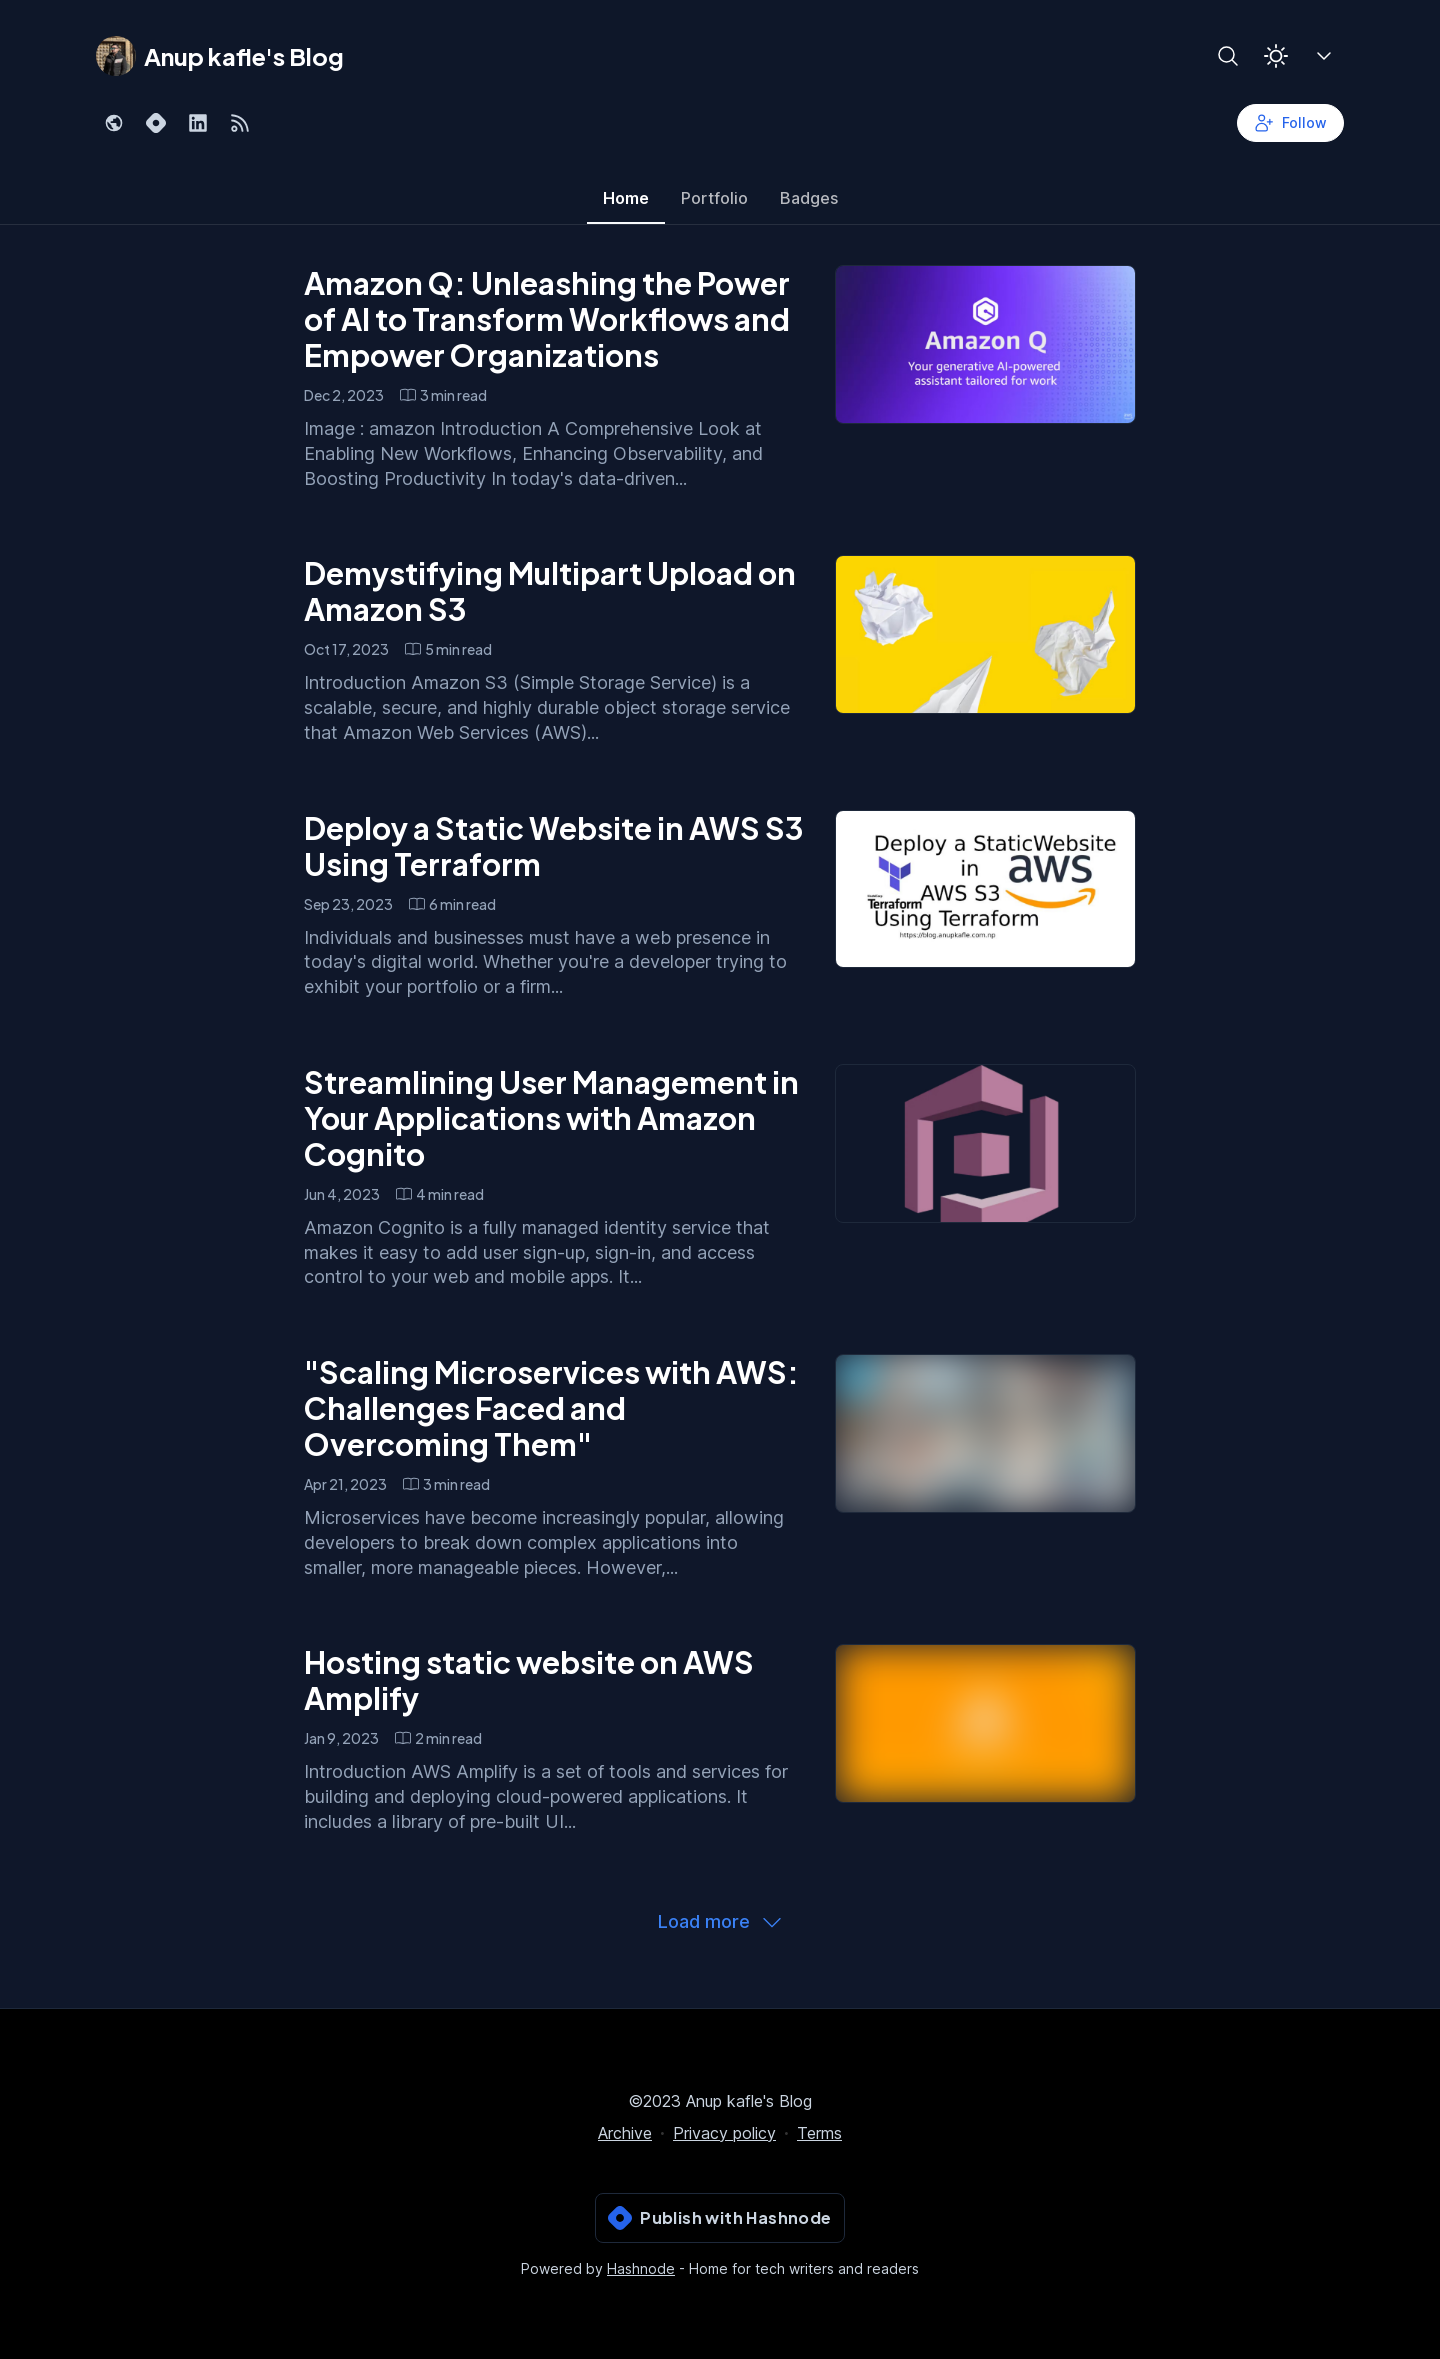 Anup kafle's Blog
Follow
Home Portfolio Badges
Amazon Q: Unleashing the Power
of AI to Transform Workflows and
Empower Organizations
Dec 2, 2023 3 min read
Image : amazon Introduction A Comprehensive Look at
Enabling New Workflows, Enhancing Observability, and
Boosting Productivity In today's data-driven...
Amazon Q
Your generative AI-powered
assistant tailored for work
Demystifying Multipart Upload on
Amazon S3
Oct 17, 2023 5 min read
Introduction Amazon S3 (Simple Storage Service) is a
scalable, secure, and highly durable object storage service
that Amazon Web Services (AWS)...
Deploy a Static Website in AWS S3
Using Terraform
Sep 23, 2023 6 min read
Individuals and businesses must have a web presence in
today's digital world. Whether you're a developer trying to
exhibit your portfolio or a firm...
Deploy a StaticWebsite
in
aws
AWS S3
Terraform
Using Terraform
https://blog.anupkafle.com.np
Streamlining User Management in
Your Applications with Amazon
Cognito
Jun 4, 2023 4 min read
Amazon Cognito is a fully managed identity service that
makes it easy to add user sign-up, sign-in, and access
control to your web and mobile apps. It...
"Scaling Microservices with AWS:
Challenges Faced and
Overcoming Them"
Apr 21, 2023 3 min read
Microservices have become increasingly popular, allowing
developers to break down complex applications into
smaller, more manageable pieces. However,...
Hosting static website on AWS
Amplify
Jan 9, 2023 2 min read
Introduction AWS Amplify is a set of tools and services for
building and deploying cloud-powered applications. It
includes a library of pre-built UI...
Load more
©2023 Anup kafle's Blog
Archive · Privacy policy · Terms
Publish with Hashnode
Powered by Hashnode - Home for tech writers and readers